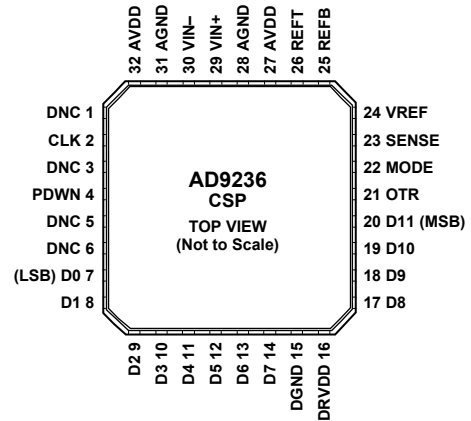 32 AVDD
31 AGND
30 VIN–
29 VIN+
28 AGND
27 AVDD
26 REFT
25 REFB
DNC 1
CLK 2
DNC 3
PDWN 4
DNC 5
DNC 6
(LSB) D0 7
D1 8
AD9236
CSP
TOP VIEW
(Not to Scale)
24 VREF
23 SENSE
22 MODE
21 OTR
20 D11 (MSB)
19 D10
18 D9
17 D8
D2 9
D3 10
D4 11
D5 12
D6 13
D7 14
DGND 15
DRVDD 16